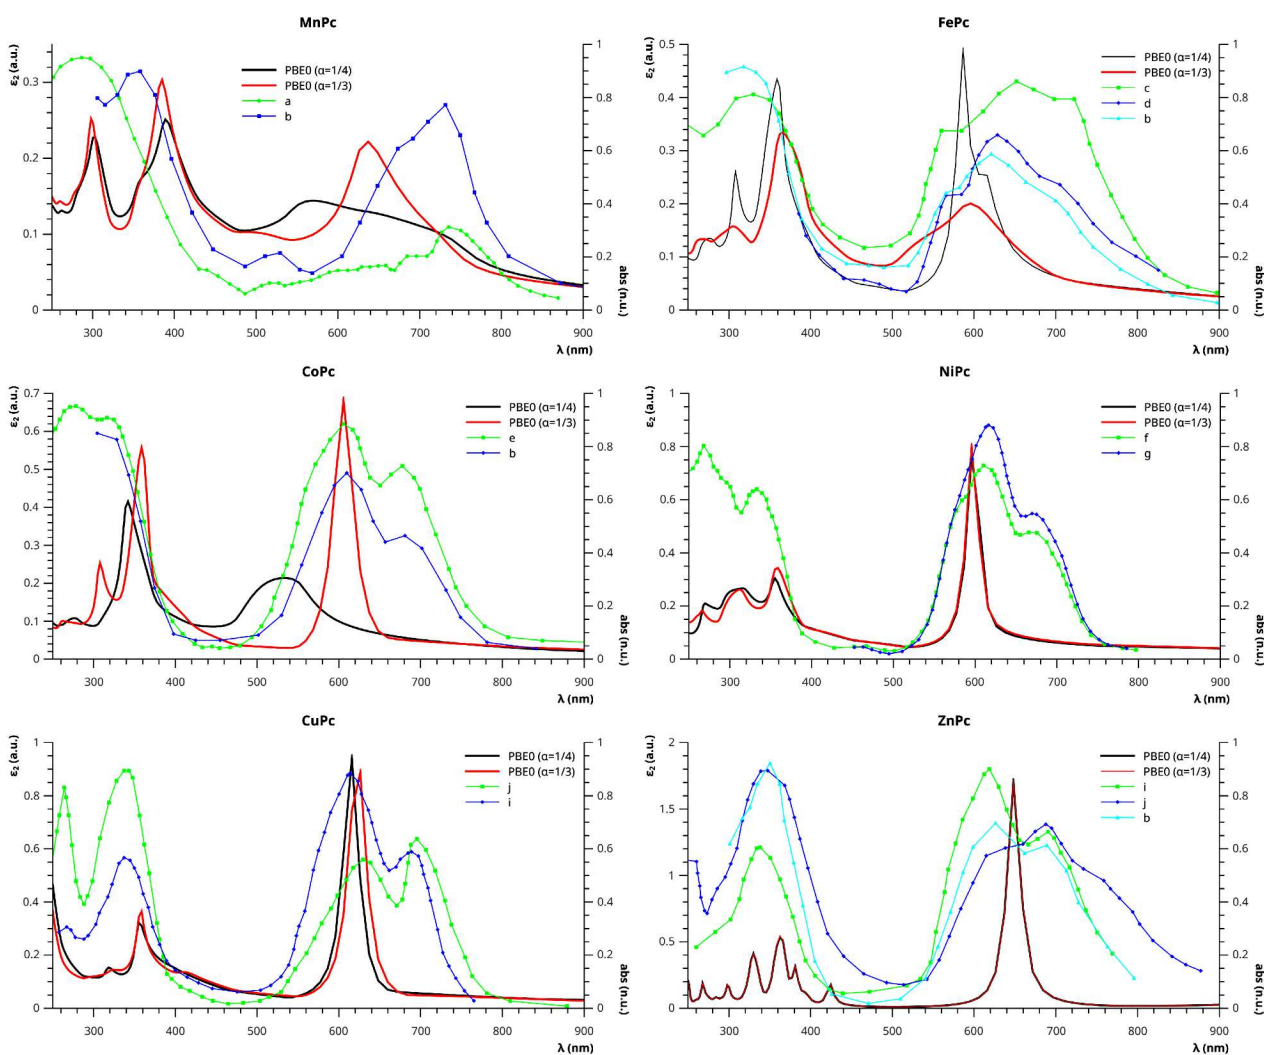 MnPc
ε₂ (a.u.)
0.3
0.2
0.1
0
PBE0 (α=1/4)
PBE0 (α=1/3)
a
b
1
0.8
0.6
0.4
0.2
0
abs (n.u.)
300 400 500 600 700 800 900
λ (nm)
FePc
ε₂ (a.u.)
0.5
0.4
0.3
0.2
0.1
0
PBE0 (α=1/4)
PBE0 (α=1/3)
c
d
b
1
0.8
0.6
0.4
0.2
0
abs (n.u.)
300 400 500 600 700 800 900
λ (nm)
CoPc
ε₂ (a.u.)
0.7
0.6
0.5
0.4
0.3
0.2
0.1
0
PBE0 (α=1/4)
PBE0 (α=1/3)
e
b
1
0.8
0.6
0.4
0.2
0
abs (n.u.)
300 400 500 600 700 800 900
λ (nm)
NiPc
ε₂ (a.u.)
1
0.8
0.6
0.4
0.2
0
PBE0 (α=1/4)
PBE0 (α=1/3)
f
g
1
0.8
0.6
0.4
0.2
0
abs (n.u.)
300 400 500 600 700 800 900
λ (nm)
CuPc
ε₂ (a.u.)
1
0.8
0.6
0.4
0.2
0
PBE0 (α=1/4)
PBE0 (α=1/3)
j
i
1
0.8
0.6
0.4
0.2
0
abs (n.u.)
300 400 500 600 700 800 900
λ (nm)
ZnPc
ε₂ (a.u.)
2
1.5
1
0.5
0
PBE0 (α=1/4)
PBE0 (α=1/3)
i
j
b
1
0.8
0.6
0.4
0.2
0
abs (n.u.)
300 400 500 600 700 800 900
λ (nm)